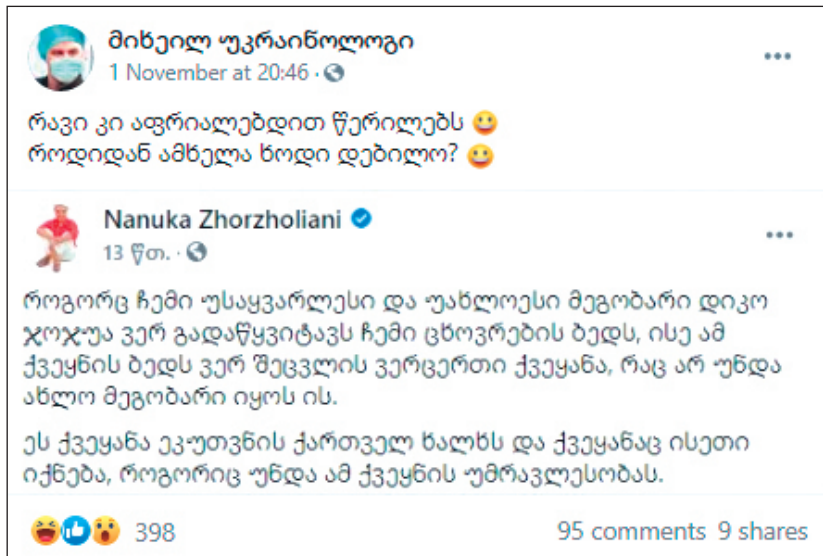 მიხეილ უკრაინოლოგი
1 November at 20:46 ·
რავი კი აფრიალებდით წერილებს 😀
როდიდან ამხელა ხოდი დებილო? 😀
Nanuka Zhorzholiani
13 წთ. ·
როგორც ჩემი უსაყვარლესი და უახლოესი მეგობარი დიკო
ჯოჯუა ვერ გადაწყვიტავს ჩემი ცხოვრების ბედს, ისე ამ
ქვეყნის ბედს ვერ შეცვლის ვერცერთი ქვეყანა, რაც არ უნდა
ახლო მეგობარი იყოს ის.
ეს ქვეყანა ეკუთვნის ქართველ ხალხს და ქვეყანაც ისეთი
იქნება, როგორიც უნდა ამ ქვეყნის უმრავლესობას.
398
95 comments 9 shares